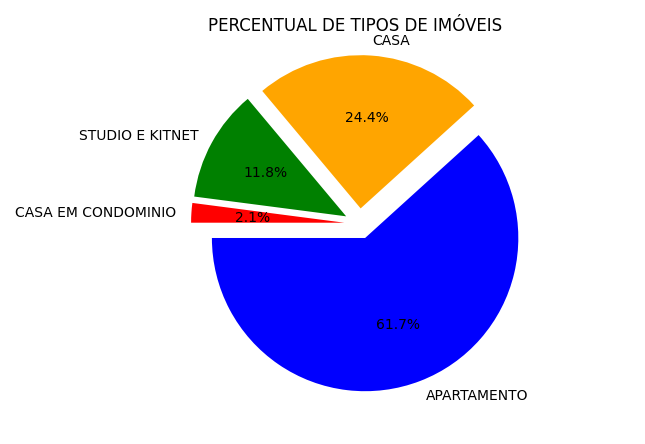 PERCENTUAL DE TIPOS DE IMÓVEIS
CASA
24.4%
STUDIO E KITNET
11.8%
CASA EM CONDOMINIO
2.1%
61.7%
APARTAMENTO